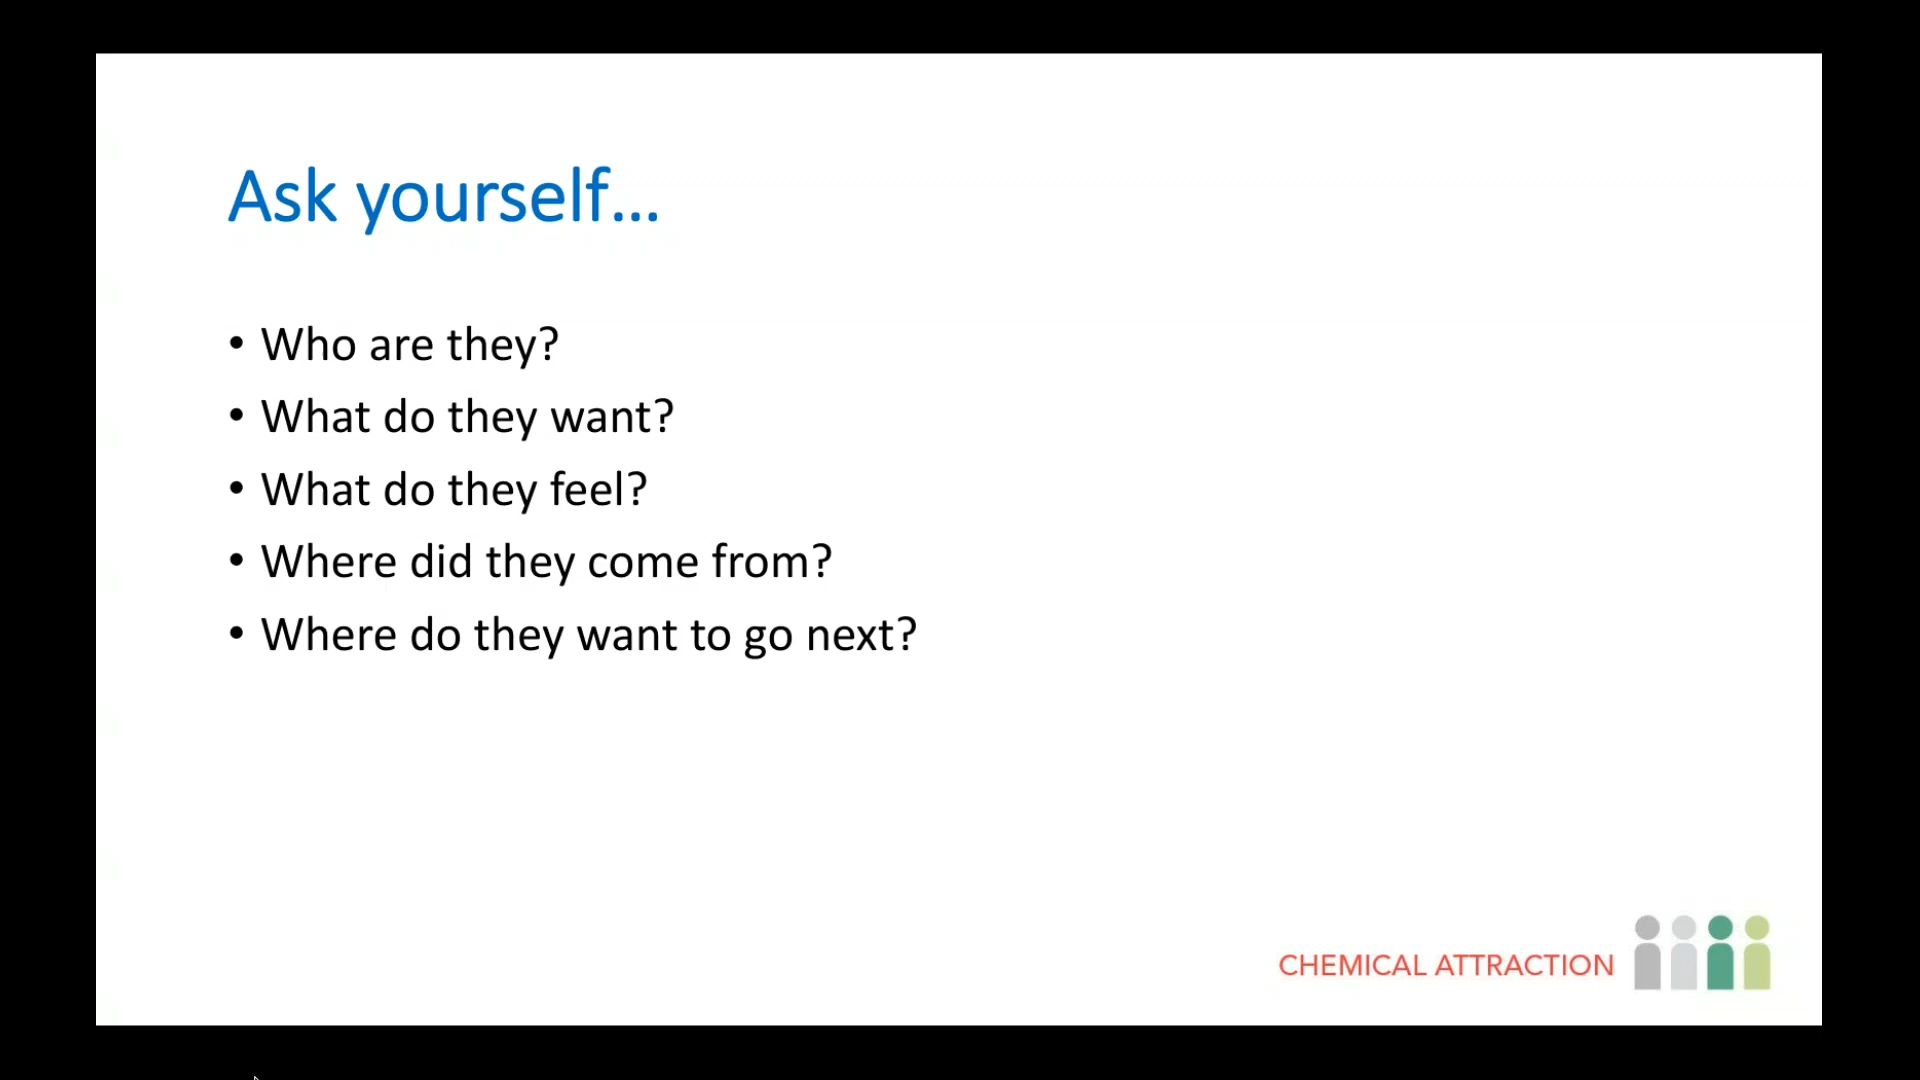 Ask yourself...
• Who are they?
• What do they want?
• What do they feel?
• Where did they come from?
• Where do they want to go next?
CHEMICAL ATTRACTION